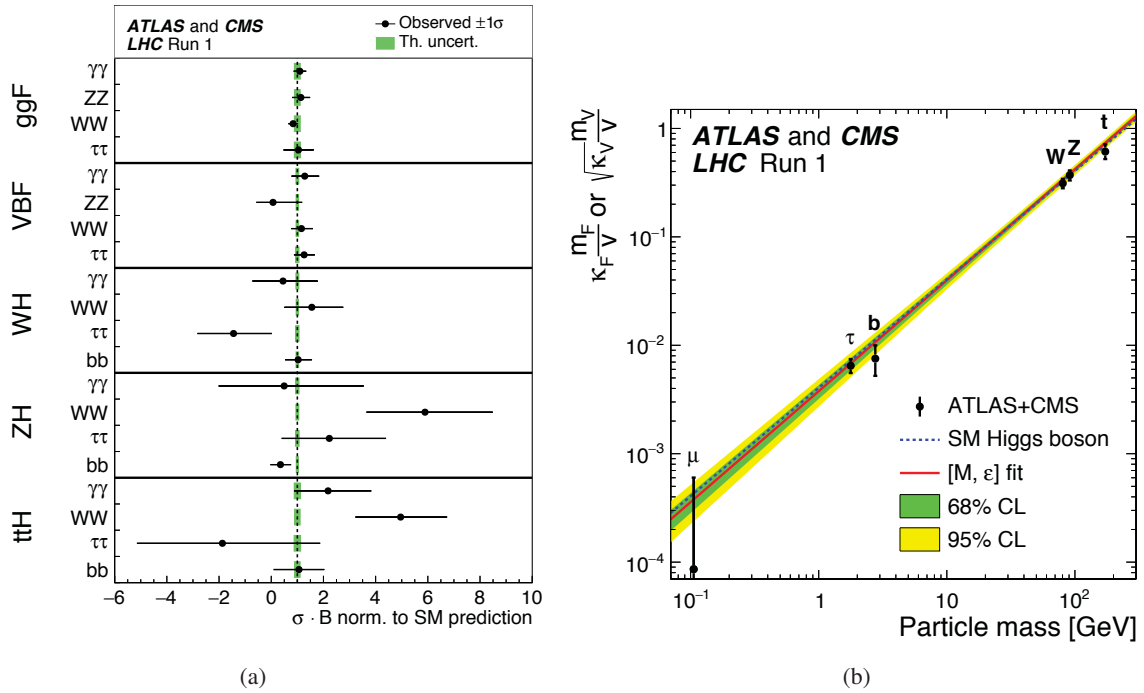 ATLAS and CMS
LHC Run 1
Observed ±1σ
Th. uncert.
ggF
γγ
ZZ
WW
ττ
VBF
γγ
ZZ
WW
ττ
WH
γγ
WW
ττ
bb
ZH
γγ
WW
ττ
bb
ttH
γγ
WW
ττ
bb
−6 −4 −2 0 2 4 6 8 10
σ · B norm. to SM prediction
(a)
κ_F m_F/v or √κ_V m_V/v
1
10⁻¹
10⁻²
10⁻³
10⁻⁴
ATLAS and CMS
LHC Run 1
W Z t
τ b
μ
ATLAS+CMS
SM Higgs boson
[M, ε] fit
68% CL
95% CL
10⁻¹ 1 10 10²
Particle mass [GeV]
(b)